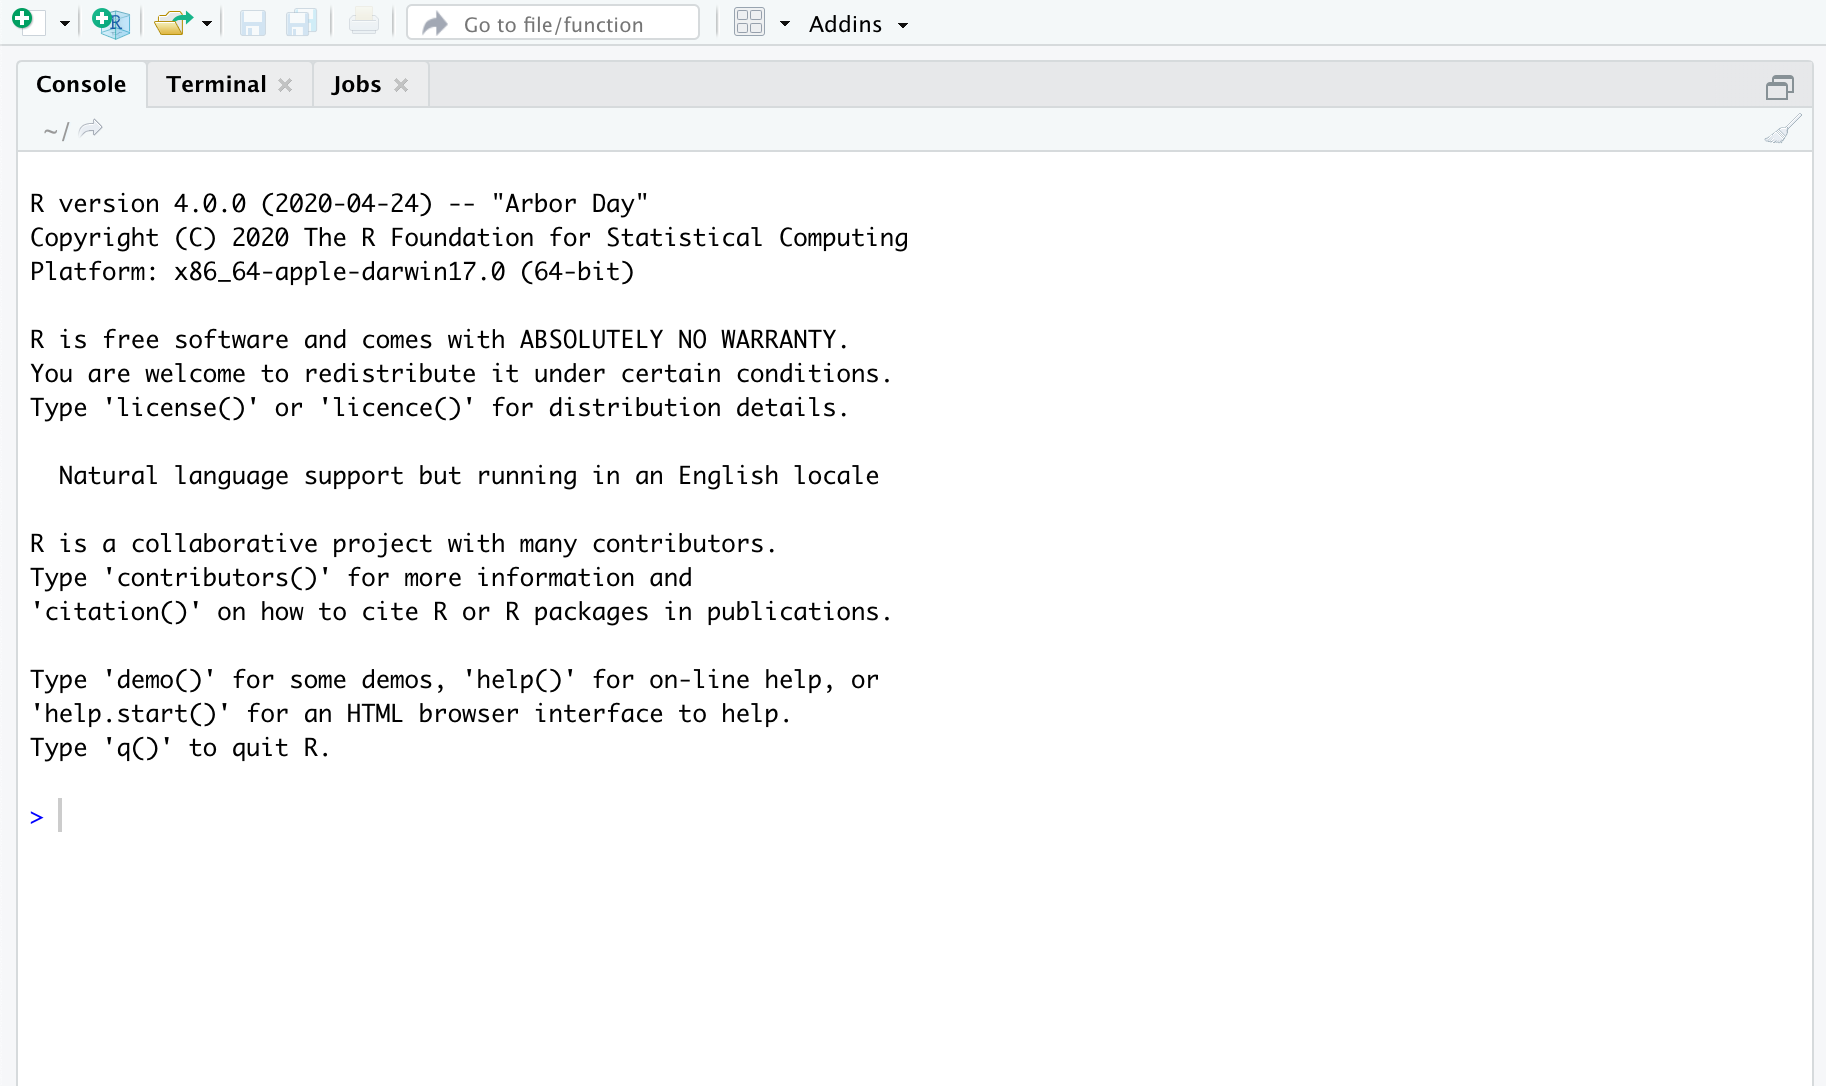 R
Go to file/function
Addins
Console
Terminal
Jobs
~/
R version 4.0.0 (2020-04-24) -- "Arbor Day"
Copyright (C) 2020 The R Foundation for Statistical Computing
Platform: x86_64-apple-darwin17.0 (64-bit)
R is free software and comes with ABSOLUTELY NO WARRANTY.
You are welcome to redistribute it under certain conditions.
Type 'license()' or 'licence()' for distribution details.
Natural language support but running in an English locale
R is a collaborative project with many contributors.
Type 'contributors()' for more information and
'citation()' on how to cite R or R packages in publications.
Type 'demo()' for some demos, 'help()' for on-line help, or
'help.start()' for an HTML browser interface to help.
Type 'q()' to quit R.
>